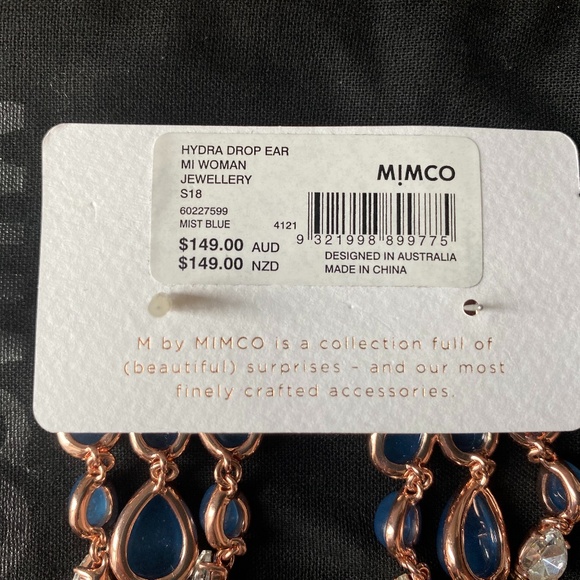 HYDRA DROP EAR
MI WOMAN
JEWELLERY
S18
60227599
MIST BLUE 4121
$149.00 AUD
$149.00 NZD
MIMCO
9 321998 899775
DESIGNED IN AUSTRALIA
MADE IN CHINA
M by MIMCO is a collection full of
(beautiful) surprises - and our most
finely crafted accessories.